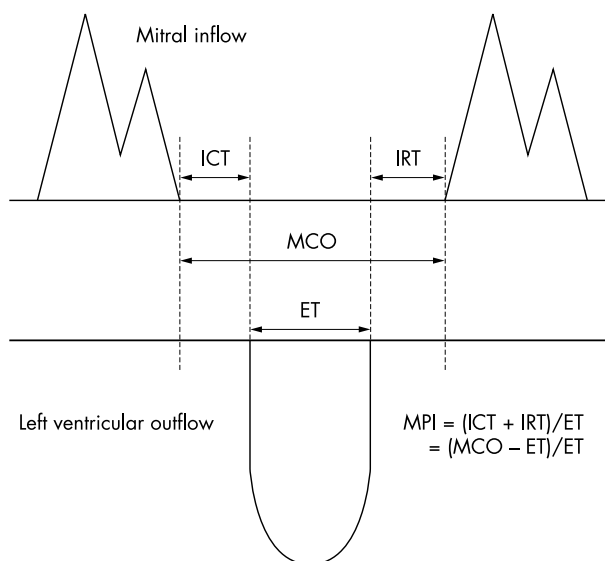 Mitral inflow
ICT
IRT
MCO
ET
Left ventricular outflow
MPI = (ICT + IRT)/ET
= (MCO – ET)/ET